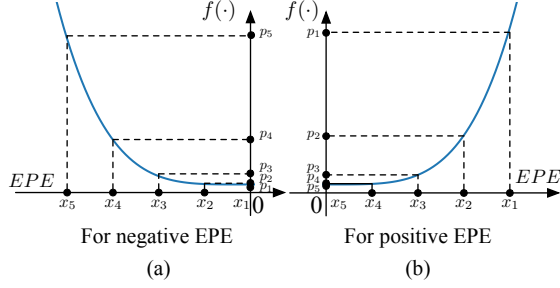 f(·)
p₅
p₄
p₃
p₂
p₁
EPE
x₅ x₄ x₃ x₂ x₁ 0
For negative EPE
(a)
f(·)
p₁
p₂
p₃
p₄
p₅
EPE
0 x₅ x₄ x₃ x₂ x₁
For positive EPE
(b)